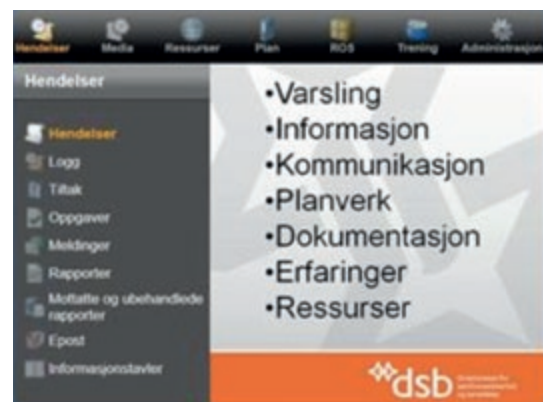 Hendelser Media Ressurser Plan ROS Trening Administrasjon
Hendelser
Hendelser
Logg
Tiltak
Oppgaver
Meldinger
Rapporter
Mottatte og ubehandlede
rapporter
Epost
Informasjonstavler
•Varsling
•Informasjon
•Kommunikasjon
•Planverk
•Dokumentasjon
•Erfaringer
•Ressurser
dsb